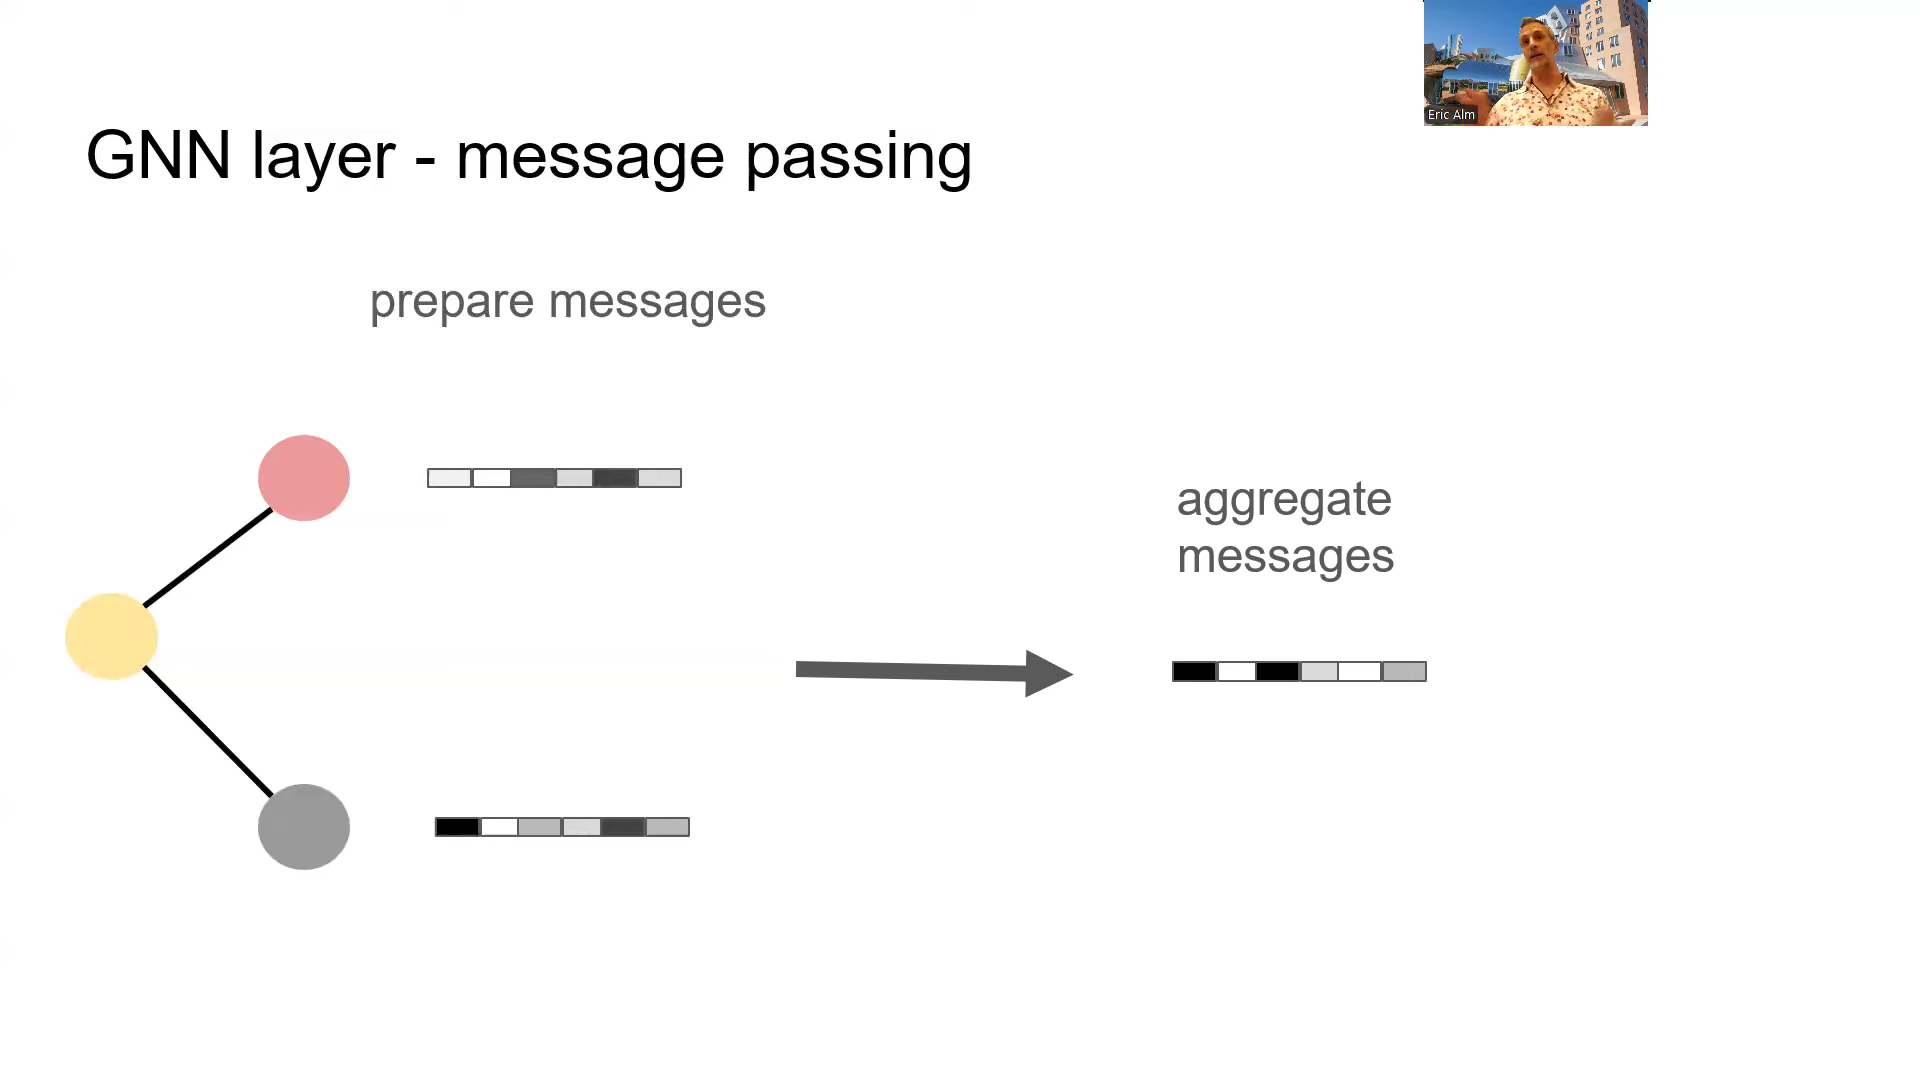 Eric Alm
GNN layer - message passing
prepare messages
aggregate
messages